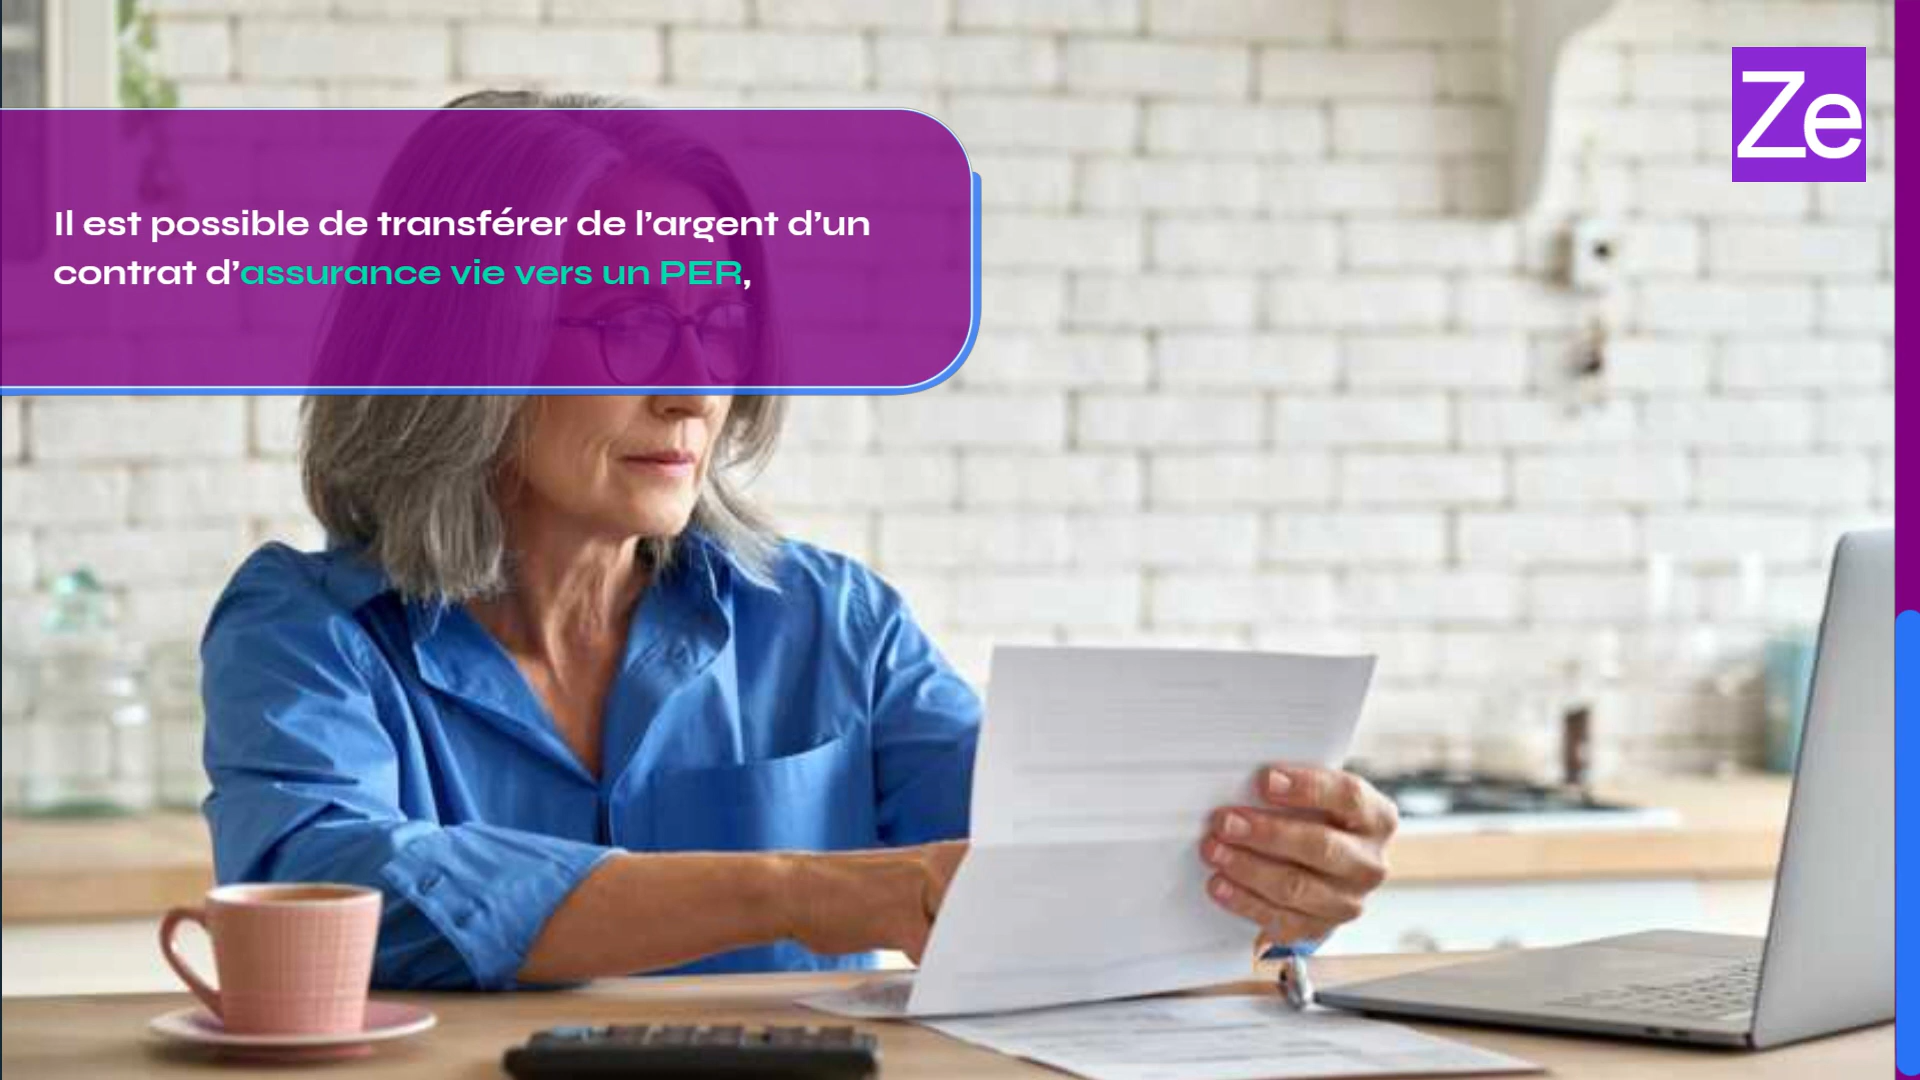 Ze
Il est possible de transférer de l’argent d’un
contrat d’assurance vie vers un PER,